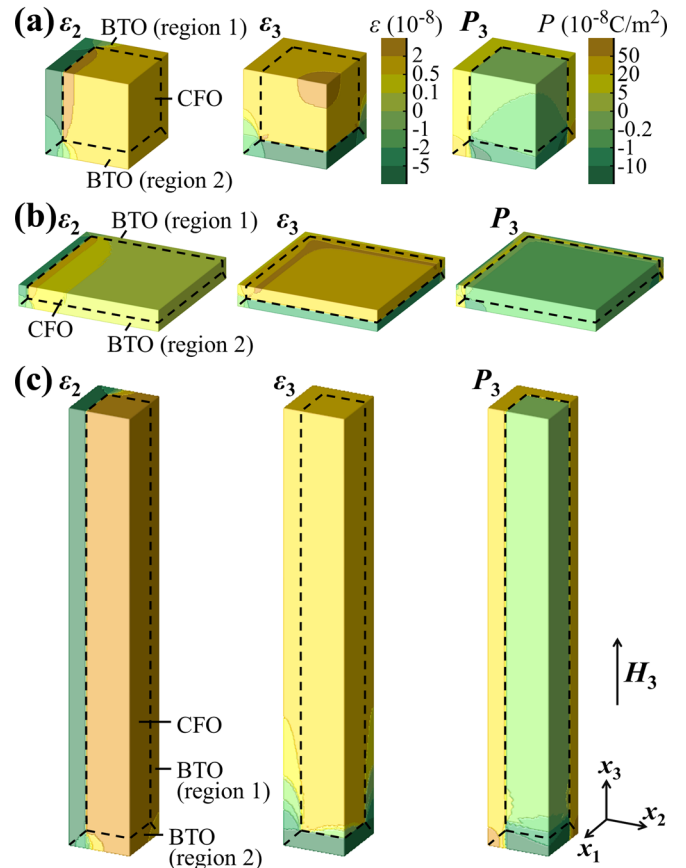 (a) ε₂ BTO (region 1) ε₃ ε (10⁻⁸) P₃ P (10⁻⁸C/m²)
CFO
BTO (region 2)
2
0.5
0.1
0
-1
-2
-5
50
20
5
0
-0.2
-1
-10
(b) ε₂ BTO (region 1) ε₃ P₃
CFO
BTO (region 2)
(c) ε₂ ε₃ P₃
CFO
BTO
(region 1)
BTO
(region 2)
H₃
x₃
x₂
x₁